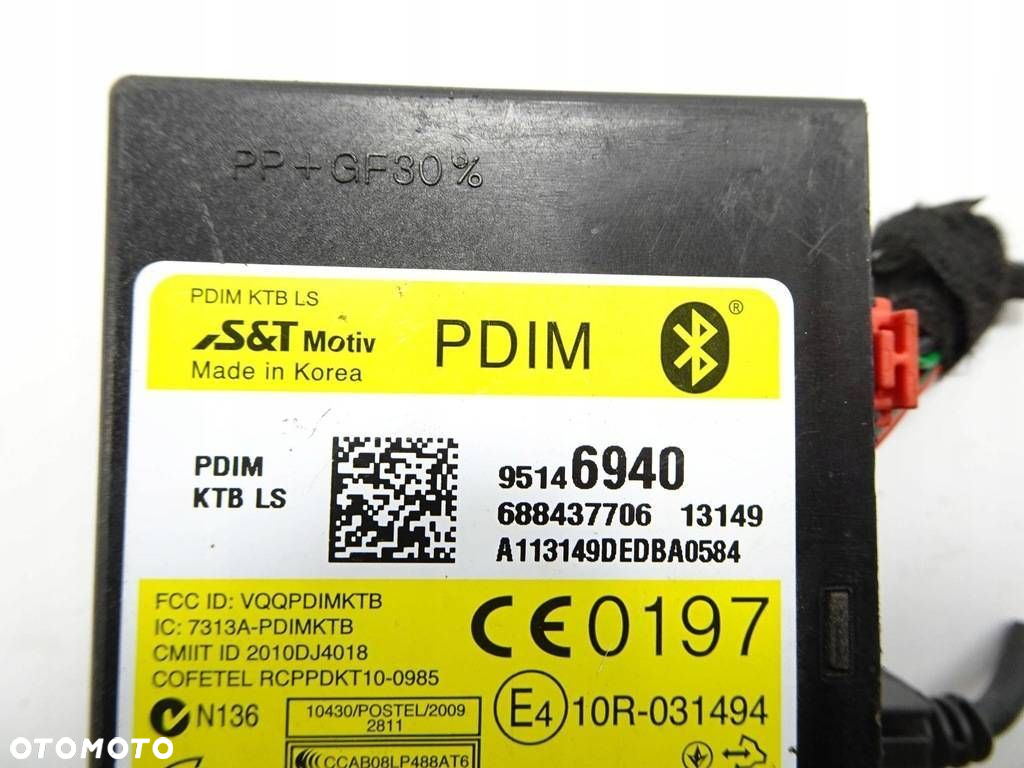 PP+GF30%
PDIM KTB LS
S&T Motiv
Made in Korea
PDIM
®
PDIM
KTB LS
95146940
688437706 13149
A113149DEDBA0584
FCC ID: VQQPDIMKTB
IC: 7313A-PDIMKTB
CMIIT ID 2010DJ4018
COFETEL RCPPDKT10-0985
CE0197
N136
10430/POSTEL/2009
2811
E4 10R-031494
CCAB08LP488AT6
OTOMOTO